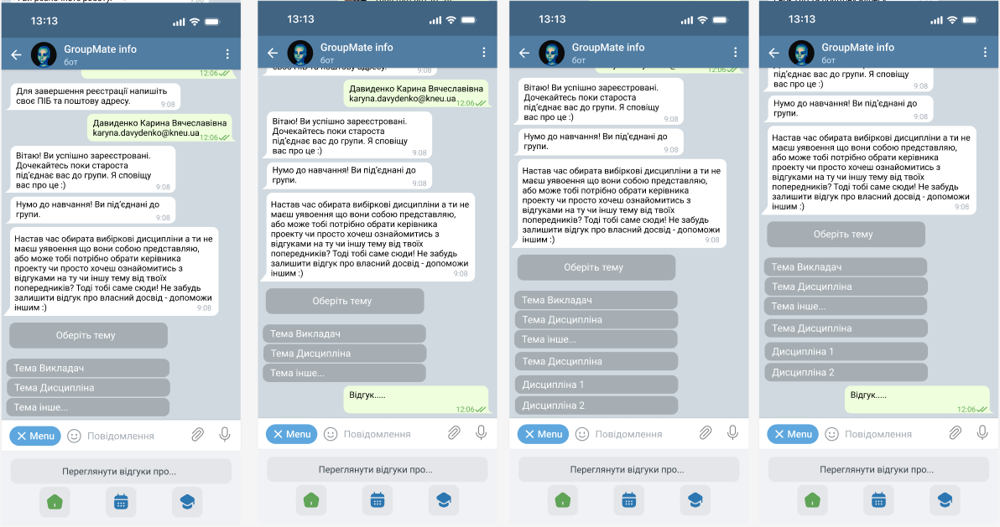 13:13
GroupMate info
бот
12:06
Для завершення реєстрації напишіть
своє ПІБ та поштову адресу.
9:08
Давиденко Карина Вячеславівна
karyna.davydenko@kneu.ua
12:06
Вітаю! Ви успішно зареєстровані.
Дочекайтесь поки староста
під'єднає вас до групи. Я сповіщу
вас про це :)
9:08
Нумо до навчання! Ви під'єднані до
групи.
9:08
Настав час обирата вибіркові дисципліни а ти не
маєш уявоення що вони собою представляю,
або може тобі потрібно обрати керівника
проекту чи просто хочеш ознайомитись з
відгуками на ту чи іншу тему від твоїх
попередників? Тоді тобі саме сюди! Не забудь
залишити відгук про власний досвід - допоможи
іншим :)
9:08
Оберіть тему
Тема Викладач
Тема Дисципліна
Тема інше...
Menu
Повідомлення
Переглянути відгуки про...
13:13
GroupMate info
бот
своє ПІБ та поштову адресу.
9:08
Давиденко Карина Вячеславівна
karyna.davydenko@kneu.ua
12:06
Вітаю! Ви успішно зареєстровані.
Дочекайтесь поки староста
під'єднає вас до групи. Я сповіщу
вас про це :)
9:08
Нумо до навчання! Ви під'єднані до
групи.
9:08
Настав час обирата вибіркові дисципліни а ти не
маєш уявоення що вони собою представляю,
або може тобі потрібно обрати керівника
проекту чи просто хочеш ознайомитись з
відгуками на ту чи іншу тему від твоїх
попередників? Тоді тобі саме сюди! Не забудь
залишити відгук про власний досвід - допоможи
іншим :)
9:08
Оберіть тему
Тема Викладач
Тема Дисципліна
Тема інше...
Відгук.....
12:06
Menu
Повідомлення
Переглянути відгуки про...
13:13
GroupMate info
бот
12:06
Вітаю! Ви успішно зареєстровані.
Дочекайтесь поки староста
під'єднає вас до групи. Я сповіщу
вас про це :)
9:08
Нумо до навчання! Ви під'єднані до
групи.
9:08
Настав час обирата вибіркові дисципліни а ти не
маєш уявоення що вони собою представляю,
або може тобі потрібно обрати керівника
проекту чи просто хочеш ознайомитись з
відгуками на ту чи іншу тему від твоїх
попередників? Тоді тобі саме сюди! Не забудь
залишити відгук про власний досвід - допоможи
іншим :)
9:08
Оберіть тему
Тема Викладач
Тема Дисципліна
Тема інше...
Тема Дисципліна
Дисципліна 1
Дисципліна 2
Menu
Повідомлення
Переглянути відгуки про...
13:13
GroupMate info
бот
під'єднає вас до групи. Я сповіщу
вас про це :)
9:08
Нумо до навчання! Ви під'єднані до
групи.
9:08
Настав час обирата вибіркові дисципліни а ти не
маєш уявоення що вони собою представляю,
або може тобі потрібно обрати керівника
проекту чи просто хочеш ознайомитись з
відгуками на ту чи іншу тему від твоїх
попередників? Тоді тобі саме сюди! Не забудь
залишити відгук про власний досвід - допоможи
іншим :)
9:08
Оберіть тему
Тема Викладач
Тема Дисципліна
Тема інше...
Тема Дисципліна
Дисципліна 1
Дисципліна 2
Відгук.....
12:06
Menu
Повідомлення
Переглянути відгуки про...